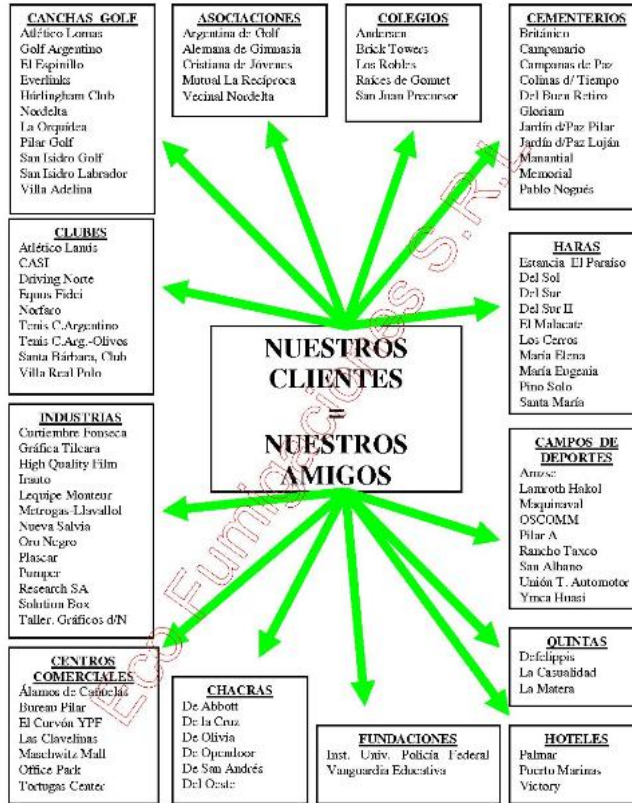 CANCHAS GOLF
Atlético Lomas
Golf Argentino
El Espinillo
Everlinks
Húrlingham Club
Nordelta
La Orquídea
Pilar Golf
San Isidro Golf
San Isidro Labrador
Villa Adelina
ASOCIACIONES
Argentina de Golf
Alemana de Gimnasia
Cristiana de Jóvenes
Mutual La Recíproca
Vecinal Nordelta
COLEGIOS
Andersen
Brick Towers
Los Robles
Raíces de Gonnet
San Juan Precursor
CEMENTERIOS
Británico
Campanario
Campanas de Paz
Colinas d/ Tiempo
Del Buen Retiro
Gloriam
Jardín d/Paz Pilar
Jardín d/Paz Luján
Manantial
Memorial
Pablo Nogués
CLUBES
Atlético Lanús
CASI
Driving Norte
Equus Fidei
Norfaro
Tenis C.Argentino
Tenis C.Arg.-Olivos
Santa Bárbara, Club
Villa Real Polo
HARAS
Estancia El Paraíso
Del Sol
Del Sur
Del Sur II
El Malacate
Los Cerros
María Elena
María Eugenia
Pino Solo
Santa María
NUESTROS
CLIENTES
=
NUESTROS
AMIGOS
INDUSTRIAS
Curtiembre Fonseca
Gráfica Tilcara
High Quality Film
Lequipe Monteur
Metrogas-Llavallol
Nueva Salvia
Oro Negro
Plascar
Pumper
Research SA
Solution Box
Taller. Gráficos d/N
CAMPOS DE
DEPORTES
Lamroth Hakol
Maquinaval
OSCOMM
Pilar A
Rancho Taxco
San Albano
Unión T. Automotor
Ymca Huasi
QUINTAS
Defelippis
La Casualidad
La Matera
CENTROS
COMERCIALES
Álamos de Cañuelas
Bureau Pilar
El Curvón YPF
Las Clavelinas
Maschwitz Mall
Office Park
Tortugas Center
CHACRAS
De Abbott
De la Cruz
De Olivia
De Opendoor
De San Andrés
Del Oeste
FUNDACIONES
Inst. Univ. Policía Federal
Vanguardia Educativa
HOTELES
Palmar
Puerto Marinas
Victory
Eco Fumigaciones S.R.L